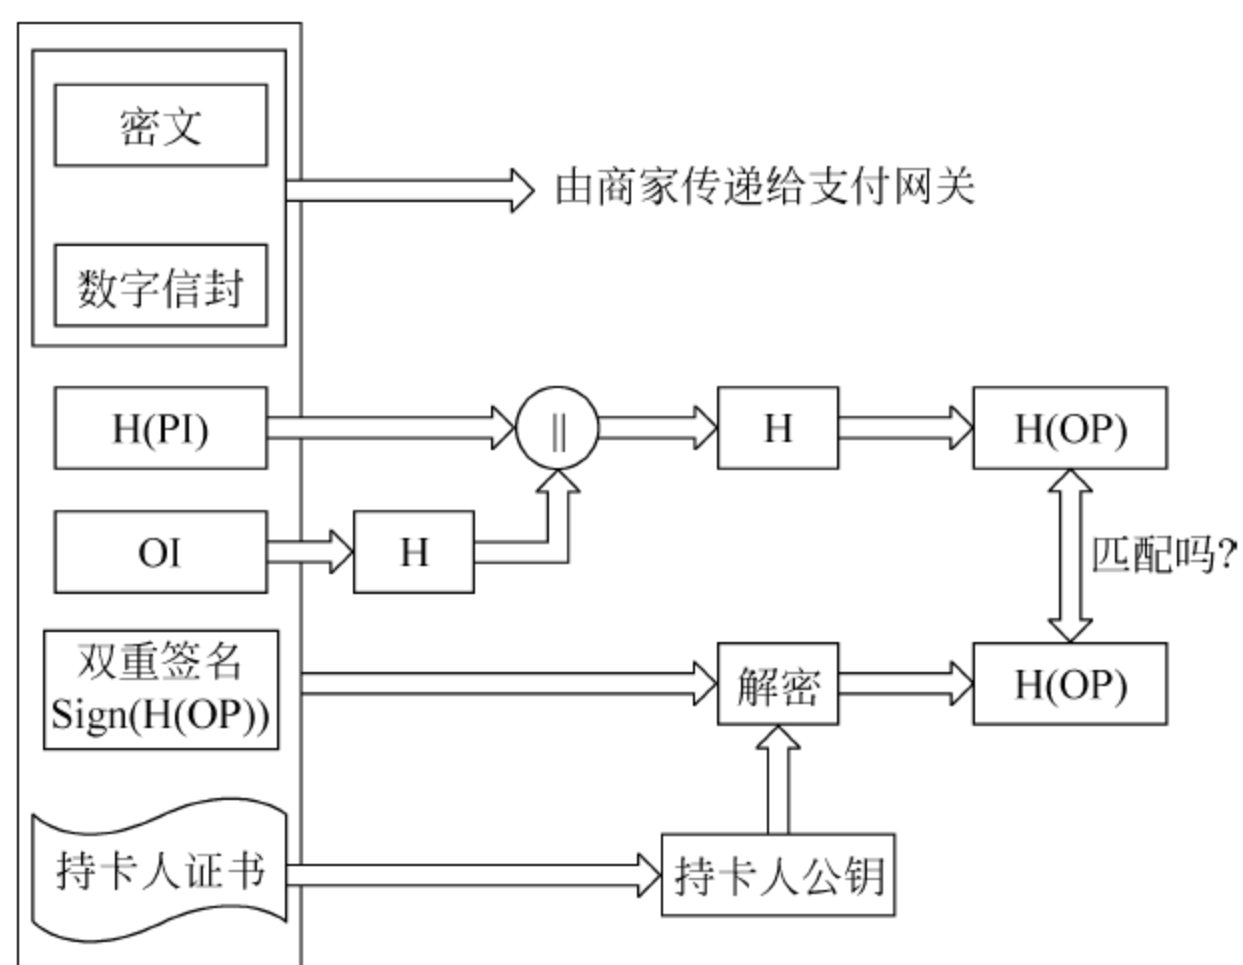 密文
由商家传递给支付网关
数字信封
H(PI)
||
H
H(OP)
OI
H
匹配吗?
双重签名
Sign(H(OP))
解密
H(OP)
持卡人证书
持卡人公钥